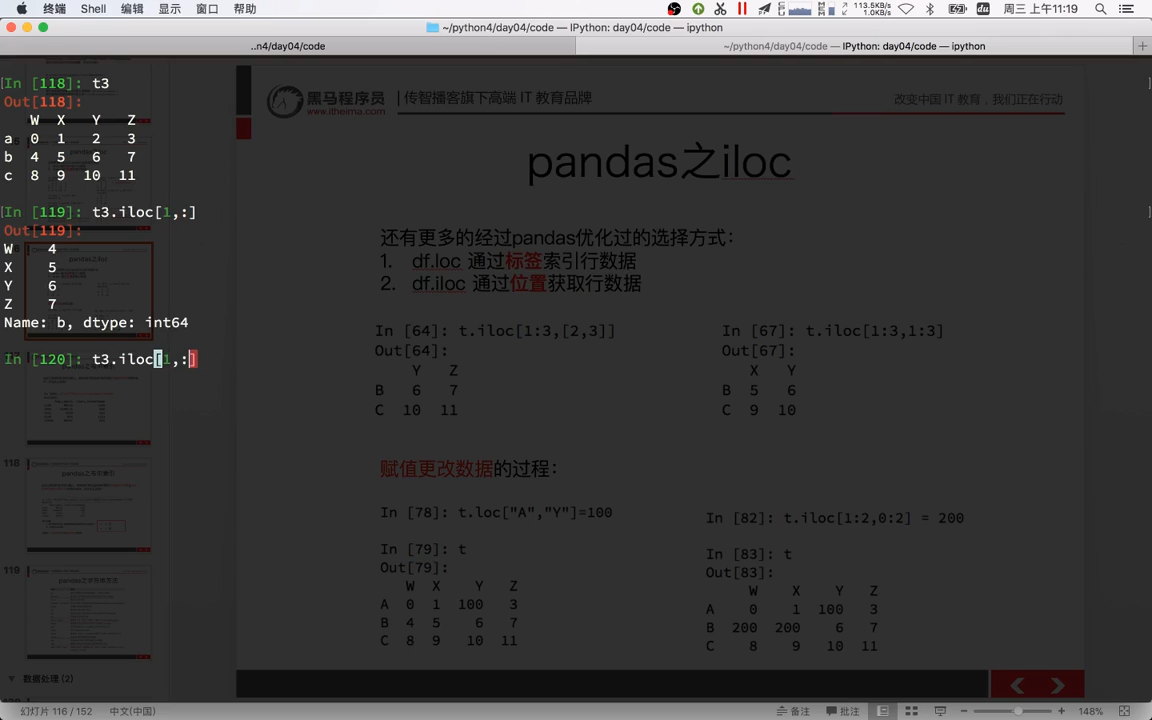 终端 Shell 编辑 显示 窗口 帮助 113.5KB/s 1.0KB/s 周三 上午11:19
~/python4/day04/code — IPython: day04/code — ipython
..n4/day04/code
~/python4/day04/code — IPython: day04/code — ipython
In [118]: t3
Out[118]:
W X Y Z
a 0 1 2 3
b 4 5 6 7
c 8 9 10 11
In [119]: t3.iloc[1,:]
Out[119]:
W 4
X 5
Y 6
Z 7
Name: b, dtype: int64
In [120]: t3.iloc[1,:]
黑马程序员 www.itheima.com | 传智播客旗下高端 IT 教育品牌
改变中国 IT 教育，我们正在行动
pandas之iloc
还有更多的经过pandas优化过的选择方式：
1. df.loc 通过标签索引行数据
2. df.iloc 通过位置获取行数据
In [64]: t.iloc[1:3,[2,3]]
Out[64]:
Y Z
B 6 7
C 10 11
In [67]: t.iloc[1:3,1:3]
Out[67]:
X Y
B 5 6
C 9 10
赋值更改数据的过程：
In [78]: t.loc["A","Y"]=100
In [79]: t
Out[79]:
W X Y Z
A 0 1 100 3
B 4 5 6 7
C 8 9 10 11
In [82]: t.iloc[1:2,0:2] = 200
In [83]: t
Out[83]:
W X Y Z
A 0 1 100 3
B 200 200 6 7
C 8 9 10 11
118
119
数据处理 (2)
幻灯片 116 / 152 中文(中国) 备注 批注 148%